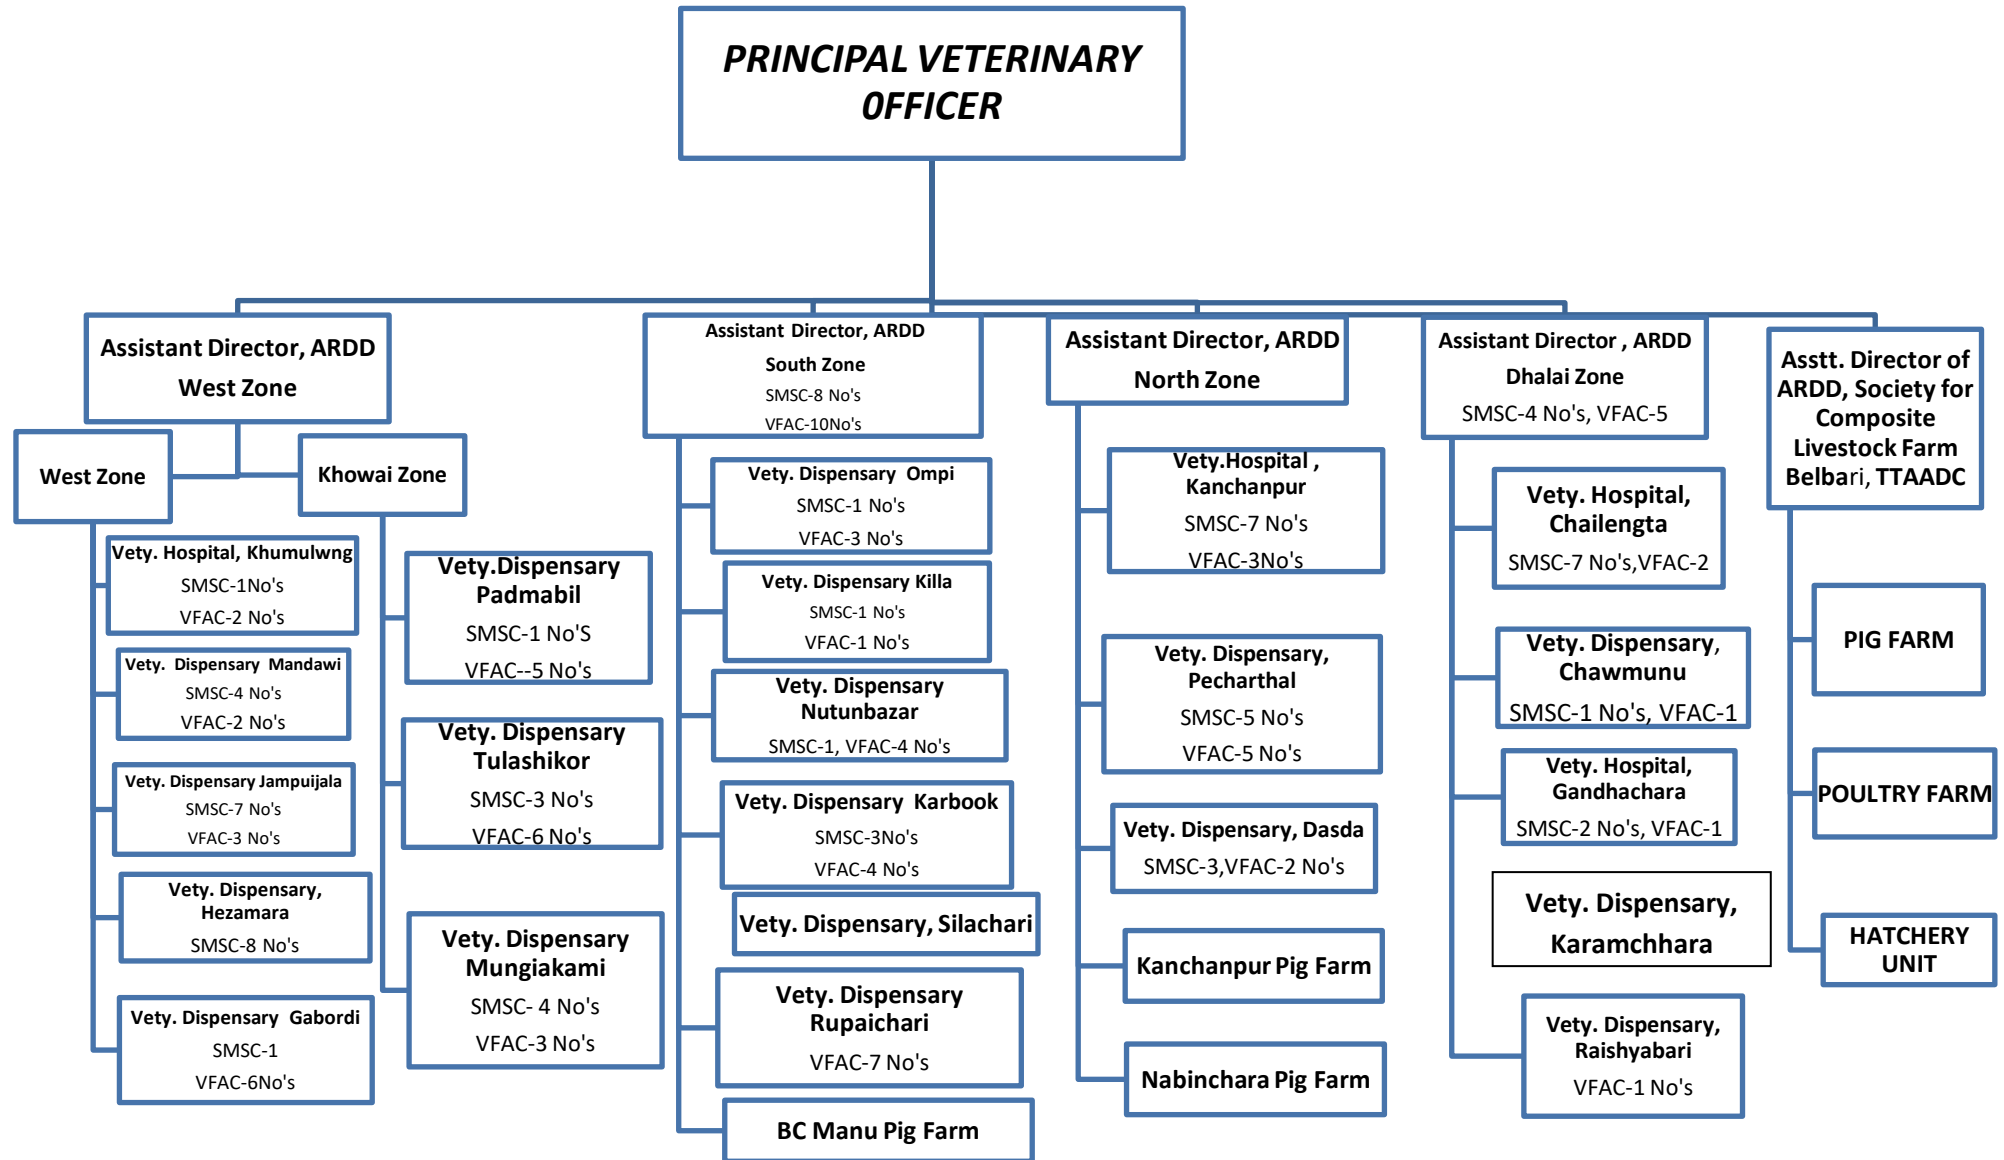 PRINCIPAL VETERINARY
0FFICER
Assistant Director, ARDD
West Zone
West Zone
Vety. Hospital, Khumulwng
SMSC-1No's
VFAC-2 No's
Vety. Dispensary Mandawi
SMSC-4 No's
VFAC-2 No's
Vety. Dispensary Jampuijala
SMSC-7 No's
VFAC-3 No's
Vety. Dispensary,
Hezamara
SMSC-8 No's
Vety. Dispensary Gabordi
SMSC-1
VFAC-6No's
Khowai Zone
Vety.Dispensary
Padmabil
SMSC-1 No'S
VFAC--5 No's
Vety. Dispensary
Tulashikor
SMSC-3 No's
VFAC-6 No's
Vety. Dispensary
Mungiakami
SMSC- 4 No's
VFAC-3 No's
Assistant Director, ARDD
South Zone
SMSC-8 No's
VFAC-10No's
Vety. Dispensary Ompi
SMSC-1 No's
VFAC-3 No's
Vety. Dispensary Killa
SMSC-1 No's
VFAC-1 No's
Vety. Dispensary
Nutunbazar
SMSC-1, VFAC-4 No's
Vety. Dispensary Karbook
SMSC-3No's
VFAC-4 No's
Vety. Dispensary, Silachari
Vety. Dispensary
Rupaichari
VFAC-7 No's
BC Manu Pig Farm
Assistant Director, ARDD
North Zone
Vety.Hospital ,
Kanchanpur
SMSC-7 No's
VFAC-3No's
Vety. Dispensary,
Pecharthal
SMSC-5 No's
VFAC-5 No's
Vety. Dispensary, Dasda
SMSC-3,VFAC-2 No's
Kanchanpur Pig Farm
Nabinchara Pig Farm
Assistant Director , ARDD
Dhalai Zone
SMSC-4 No's, VFAC-5
Vety. Hospital,
Chailengta
SMSC-7 No's,VFAC-2
Vety. Dispensary,
Chawmunu
SMSC-1 No's, VFAC-1
Vety. Hospital,
Gandhachara
SMSC-2 No's, VFAC-1
Vety. Dispensary,
Karamchhara
Vety. Dispensary,
Raishyabari
VFAC-1 No's
Asstt. Director of
ARDD, Society for
Composite
Livestock Farm
Belbari, TTAADC
PIG FARM
POULTRY FARM
HATCHERY
UNIT